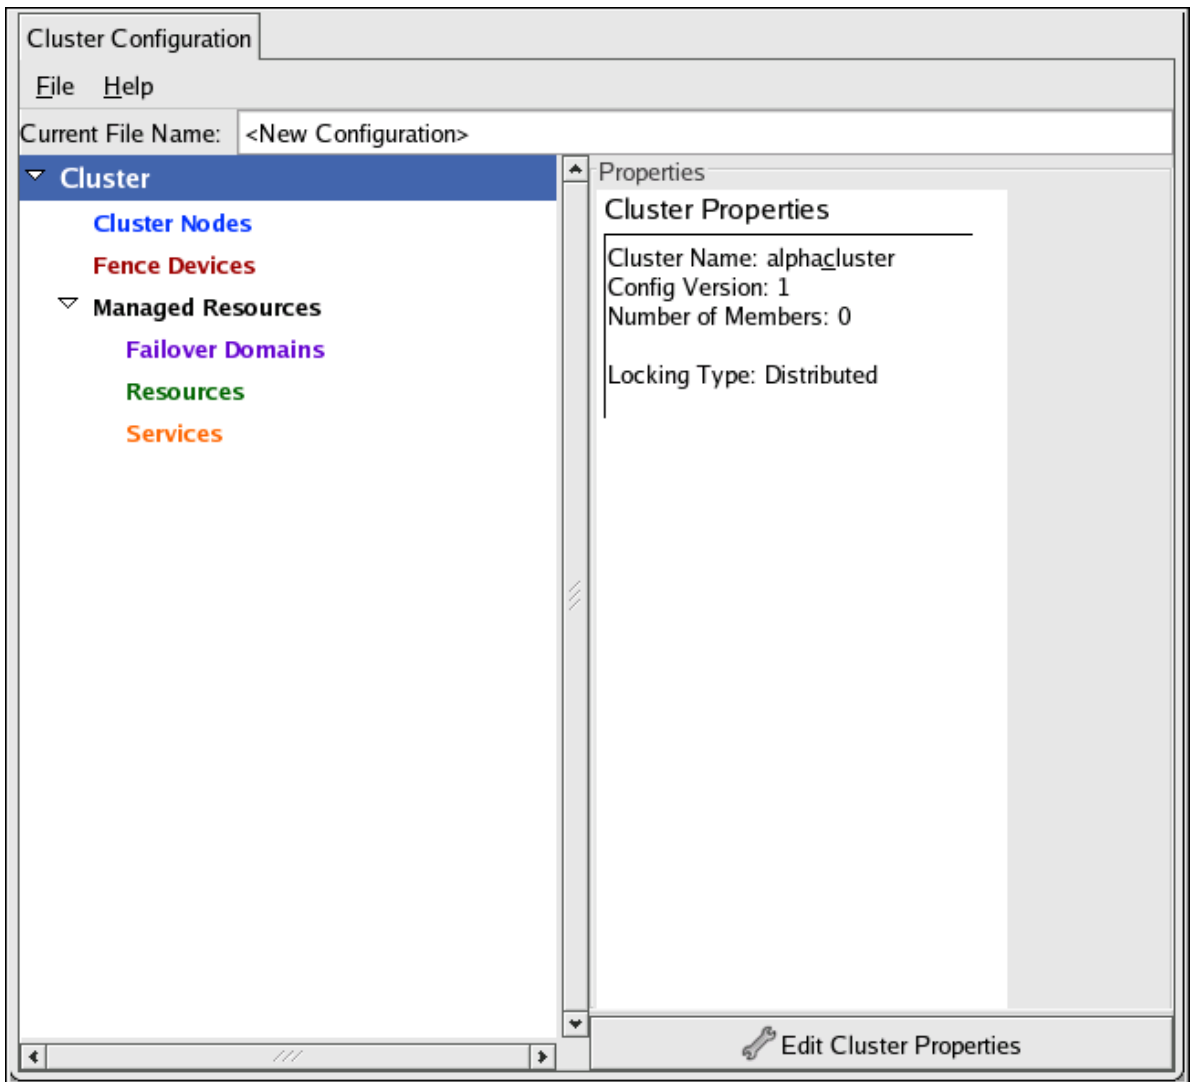 Cluster Configuration
File Help
Current File Name: <New Configuration>
Cluster
Cluster Nodes
Fence Devices
Managed Resources
Failover Domains
Resources
Services
Properties
Cluster Properties
Cluster Name: alphacluster
Config Version: 1
Number of Members: 0
Locking Type: Distributed
Edit Cluster Properties